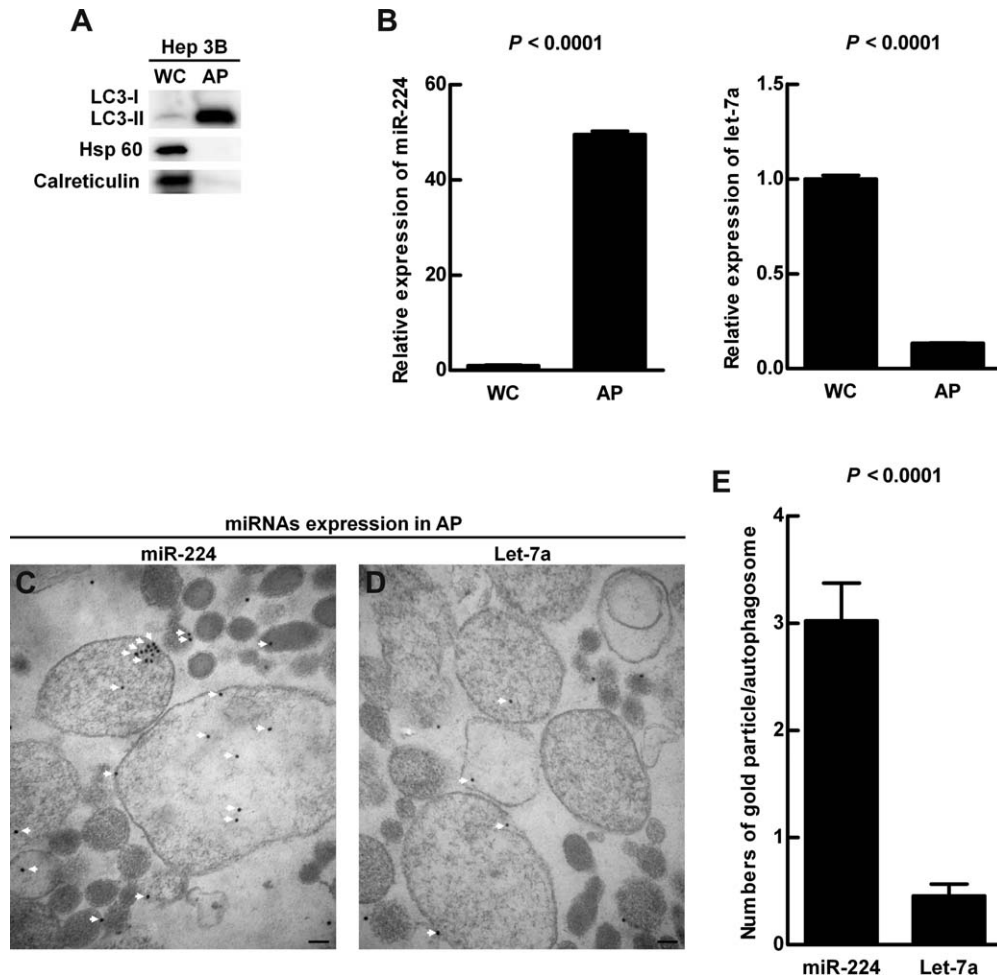 A
Hep 3B
WC AP
LC3-I
LC3-II
Hsp 60
Calreticulin
B
P < 0.0001
Relative expression of miR-224
60
40
20
0
WC AP
P < 0.0001
Relative expression of let-7a
1.5
1.0
0.5
0.0
WC AP
miRNAs expression in AP
miR-224
Let-7a
C
D
E
P < 0.0001
Numbers of gold particle/autophagosome
4
3
2
1
0
miR-224 Let-7a